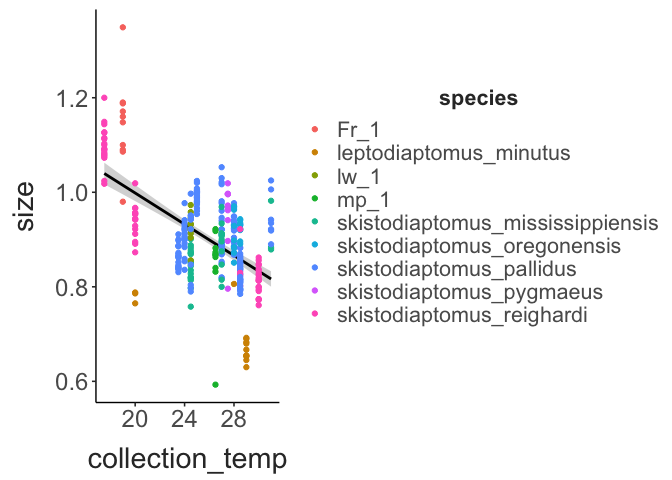 1.2
1.0
0.8
0.6
size
20 24 28
collection_temp
species
Fr_1
leptodiaptomus_minutus
lw_1
mp_1
skistodiaptomus_mississippiensis
skistodiaptomus_oregonensis
skistodiaptomus_pallidus
skistodiaptomus_pygmaeus
skistodiaptomus_reighardi